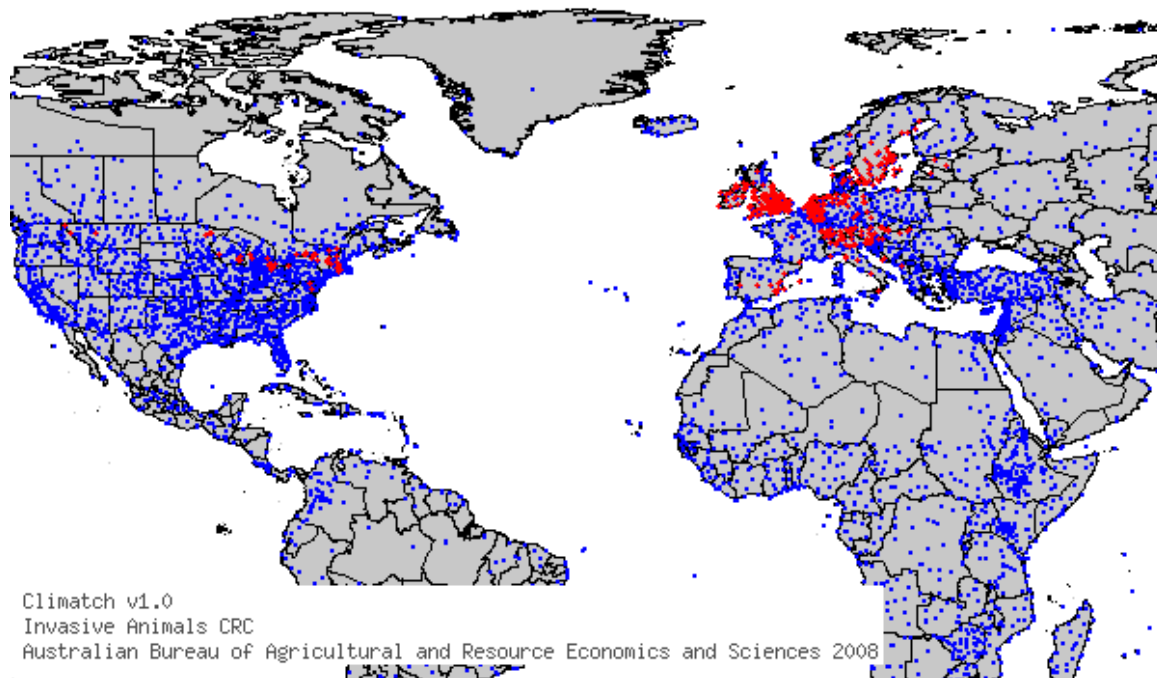 Climatch v1.0
Invasive Animals CRC
Australian Bureau of Agricultural and Resource Economics and Sciences 2008